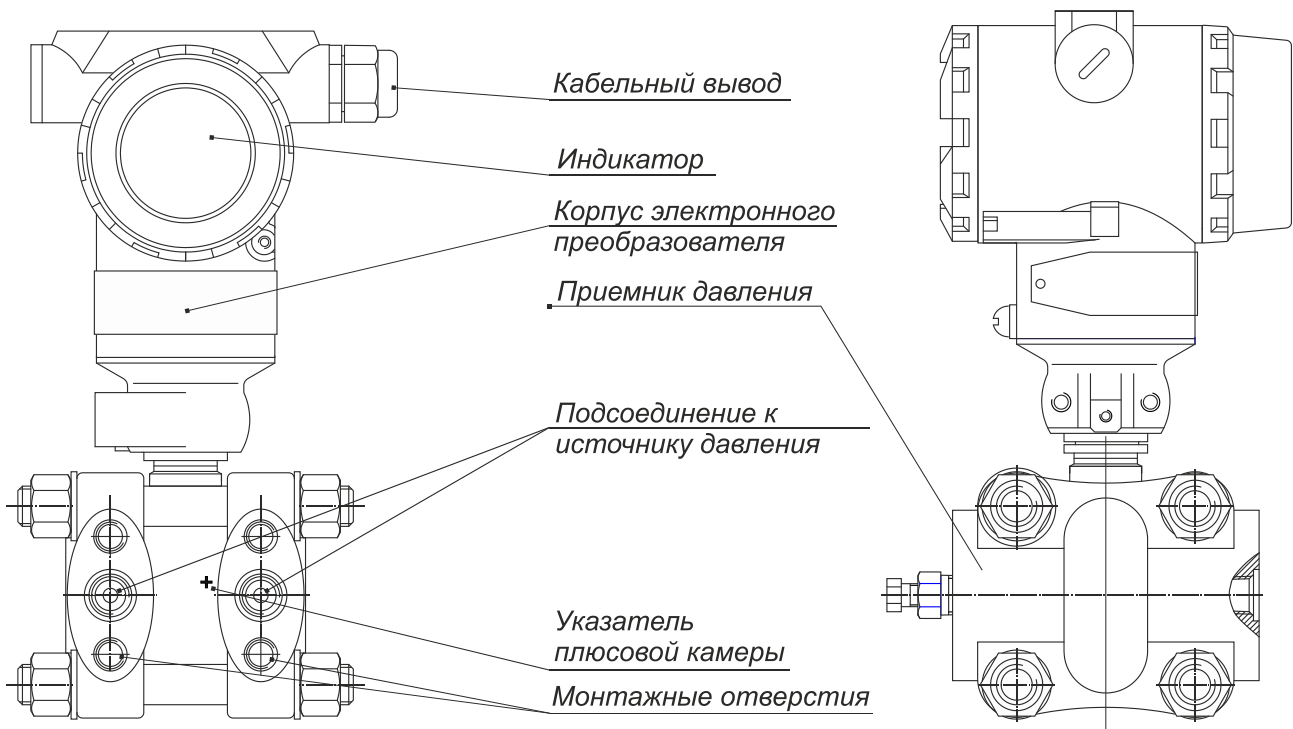 Кабельный вывод
Индикатор
Корпус электронного
преобразователя
Приемник давления
Подсоединение к
источнику давления
+
Указатель
плюсовой камеры
Монтажные отверстия